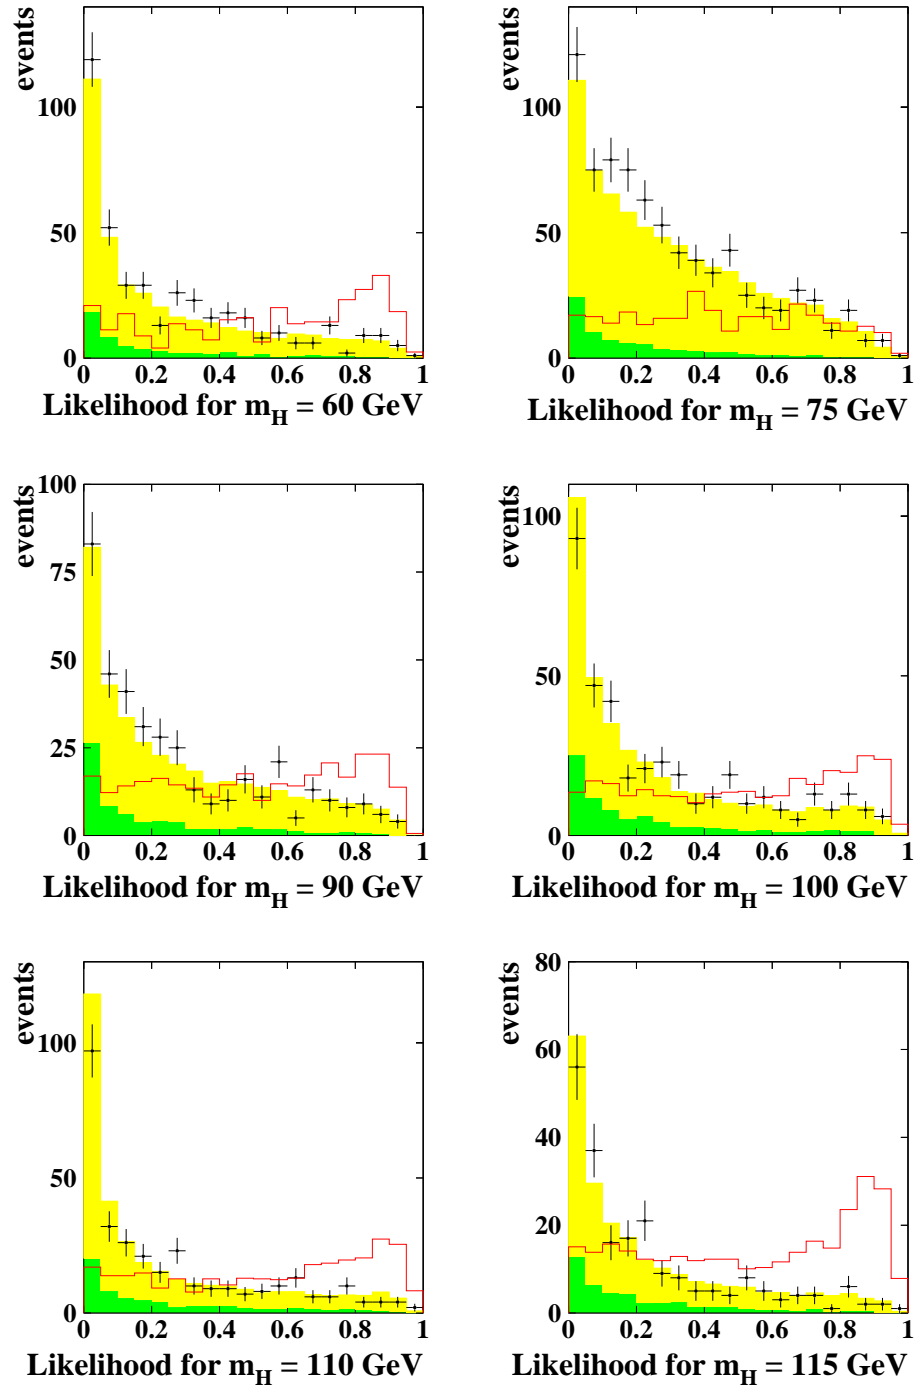 events
100
50
0
0 0.2 0.4 0.6 0.8 1
Likelihood for m_H = 60 GeV
events
100
50
0
0 0.2 0.4 0.6 0.8 1
Likelihood for m_H = 75 GeV
events
100
75
50
25
0
0 0.2 0.4 0.6 0.8 1
Likelihood for m_H = 90 GeV
events
100
50
0
0 0.2 0.4 0.6 0.8 1
Likelihood for m_H = 100 GeV
events
100
50
0
0 0.2 0.4 0.6 0.8 1
Likelihood for m_H = 110 GeV
events
80
60
40
20
0
0 0.2 0.4 0.6 0.8 1
Likelihood for m_H = 115 GeV